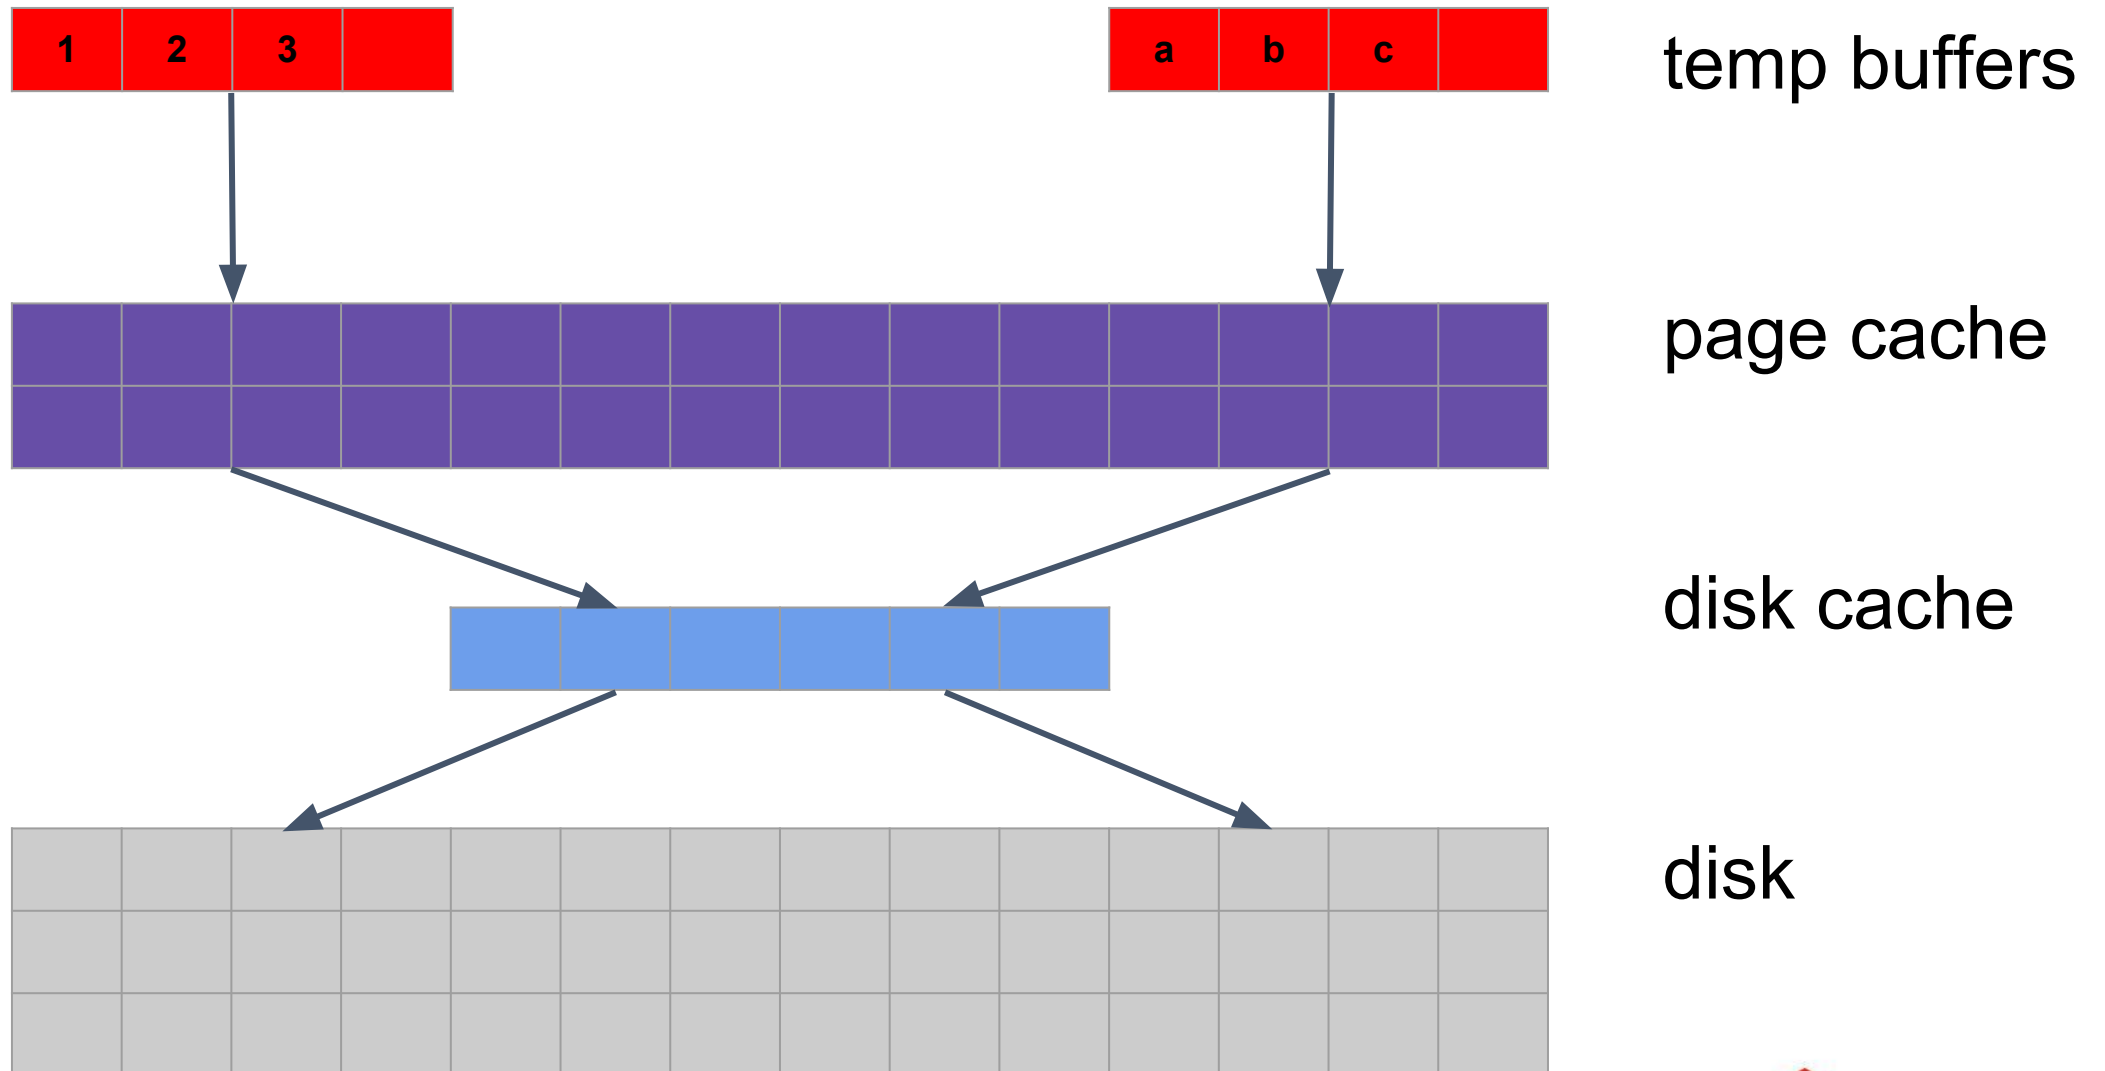 1 2 3
a b c
temp buffers
page cache
disk cache
disk